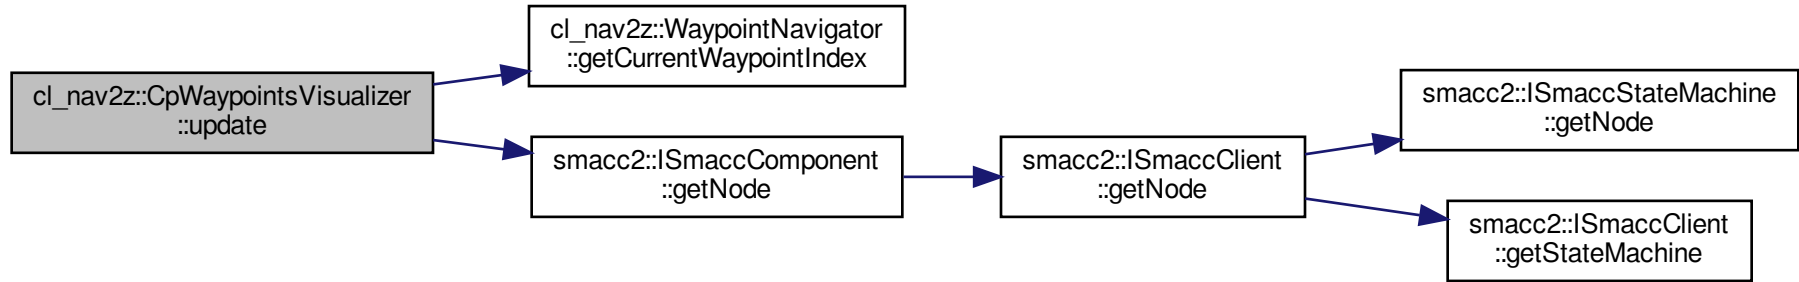 cl_nav2z::CpWaypointsVisualizer
::update
cl_nav2z::WaypointNavigator
::getCurrentWaypointIndex
smacc2::ISmaccComponent
::getNode
smacc2::ISmaccClient
::getNode
smacc2::ISmaccStateMachine
::getNode
smacc2::ISmaccClient
::getStateMachine